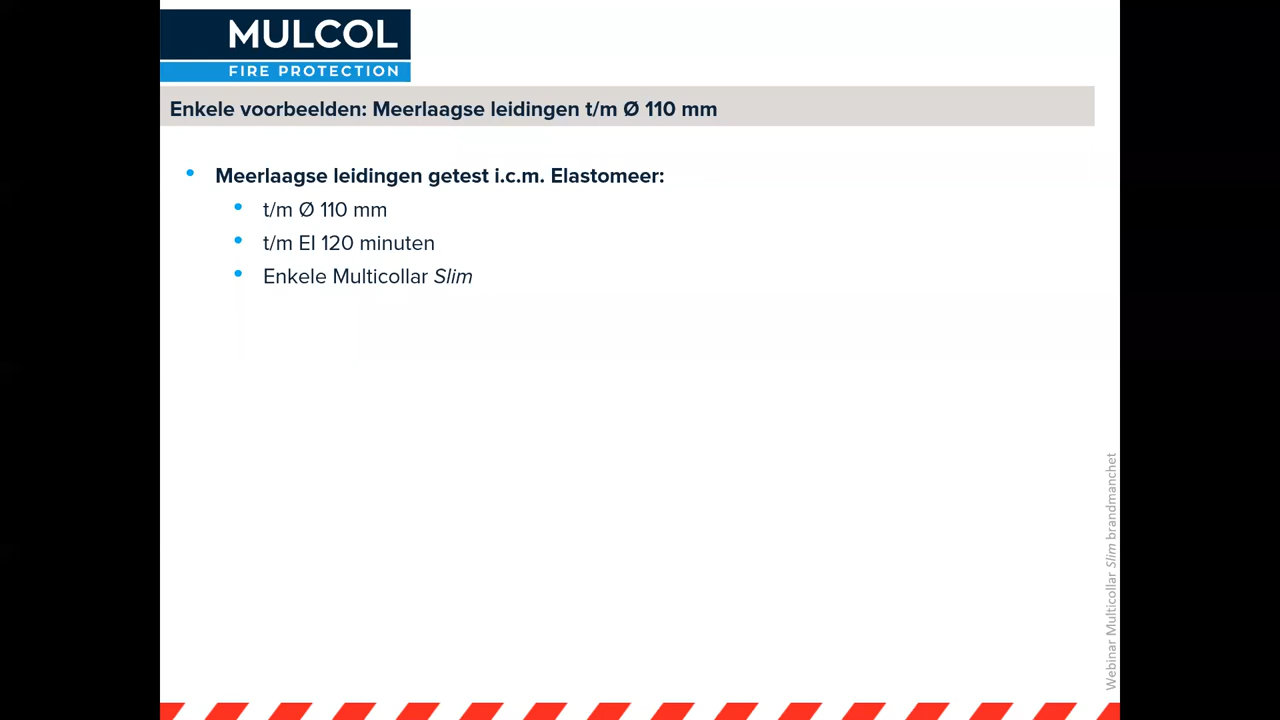 MULCOL
FIRE PROTECTION
Enkele voorbeelden: Meerlaagse leidingen t/m Ø 110 mm
Meerlaagse leidingen getest i.c.m. Elastomeer:
t/m Ø 110 mm
t/m EI 120 minuten
Enkele Multicollar Slim
Webinar Multicollar Slim brandmanchet